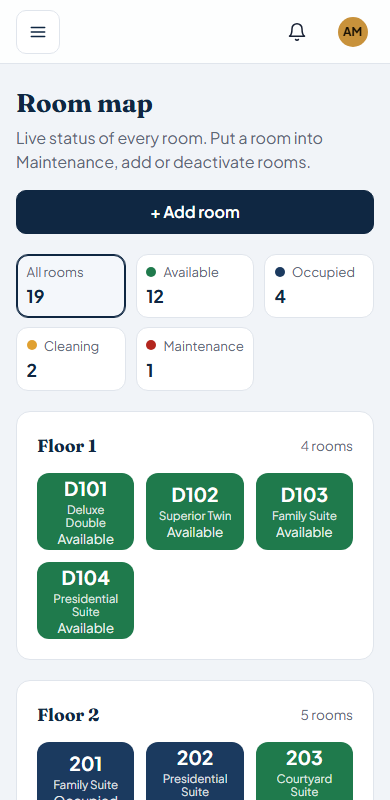 AM
Room map
Live status of every room. Put a room into
Maintenance, add or deactivate rooms.
+ Add room
All rooms
19
Available
12
Occupied
4
Cleaning
2
Maintenance
1
Floor 1
4 rooms
D101
Deluxe
Double
Available
D102
Superior Twin
Available
D103
Family Suite
Available
D104
Presidential
Suite
Available
Floor 2
5 rooms
201
Family Suite
Occupied
202
Presidential
Suite
203
Courtyard
Suite